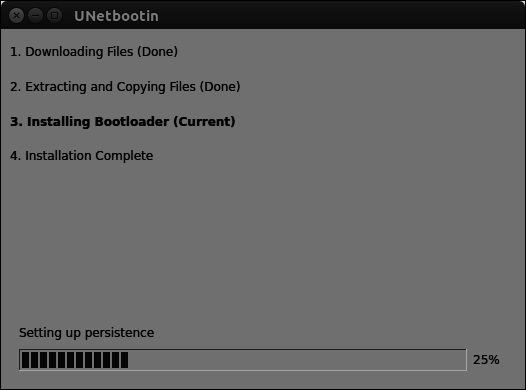 UNetbootin
1. Downloading Files (Done)
2. Extracting and Copying Files (Done)
3. Installing Bootloader (Current)
4. Installation Complete
Setting up persistence
25%